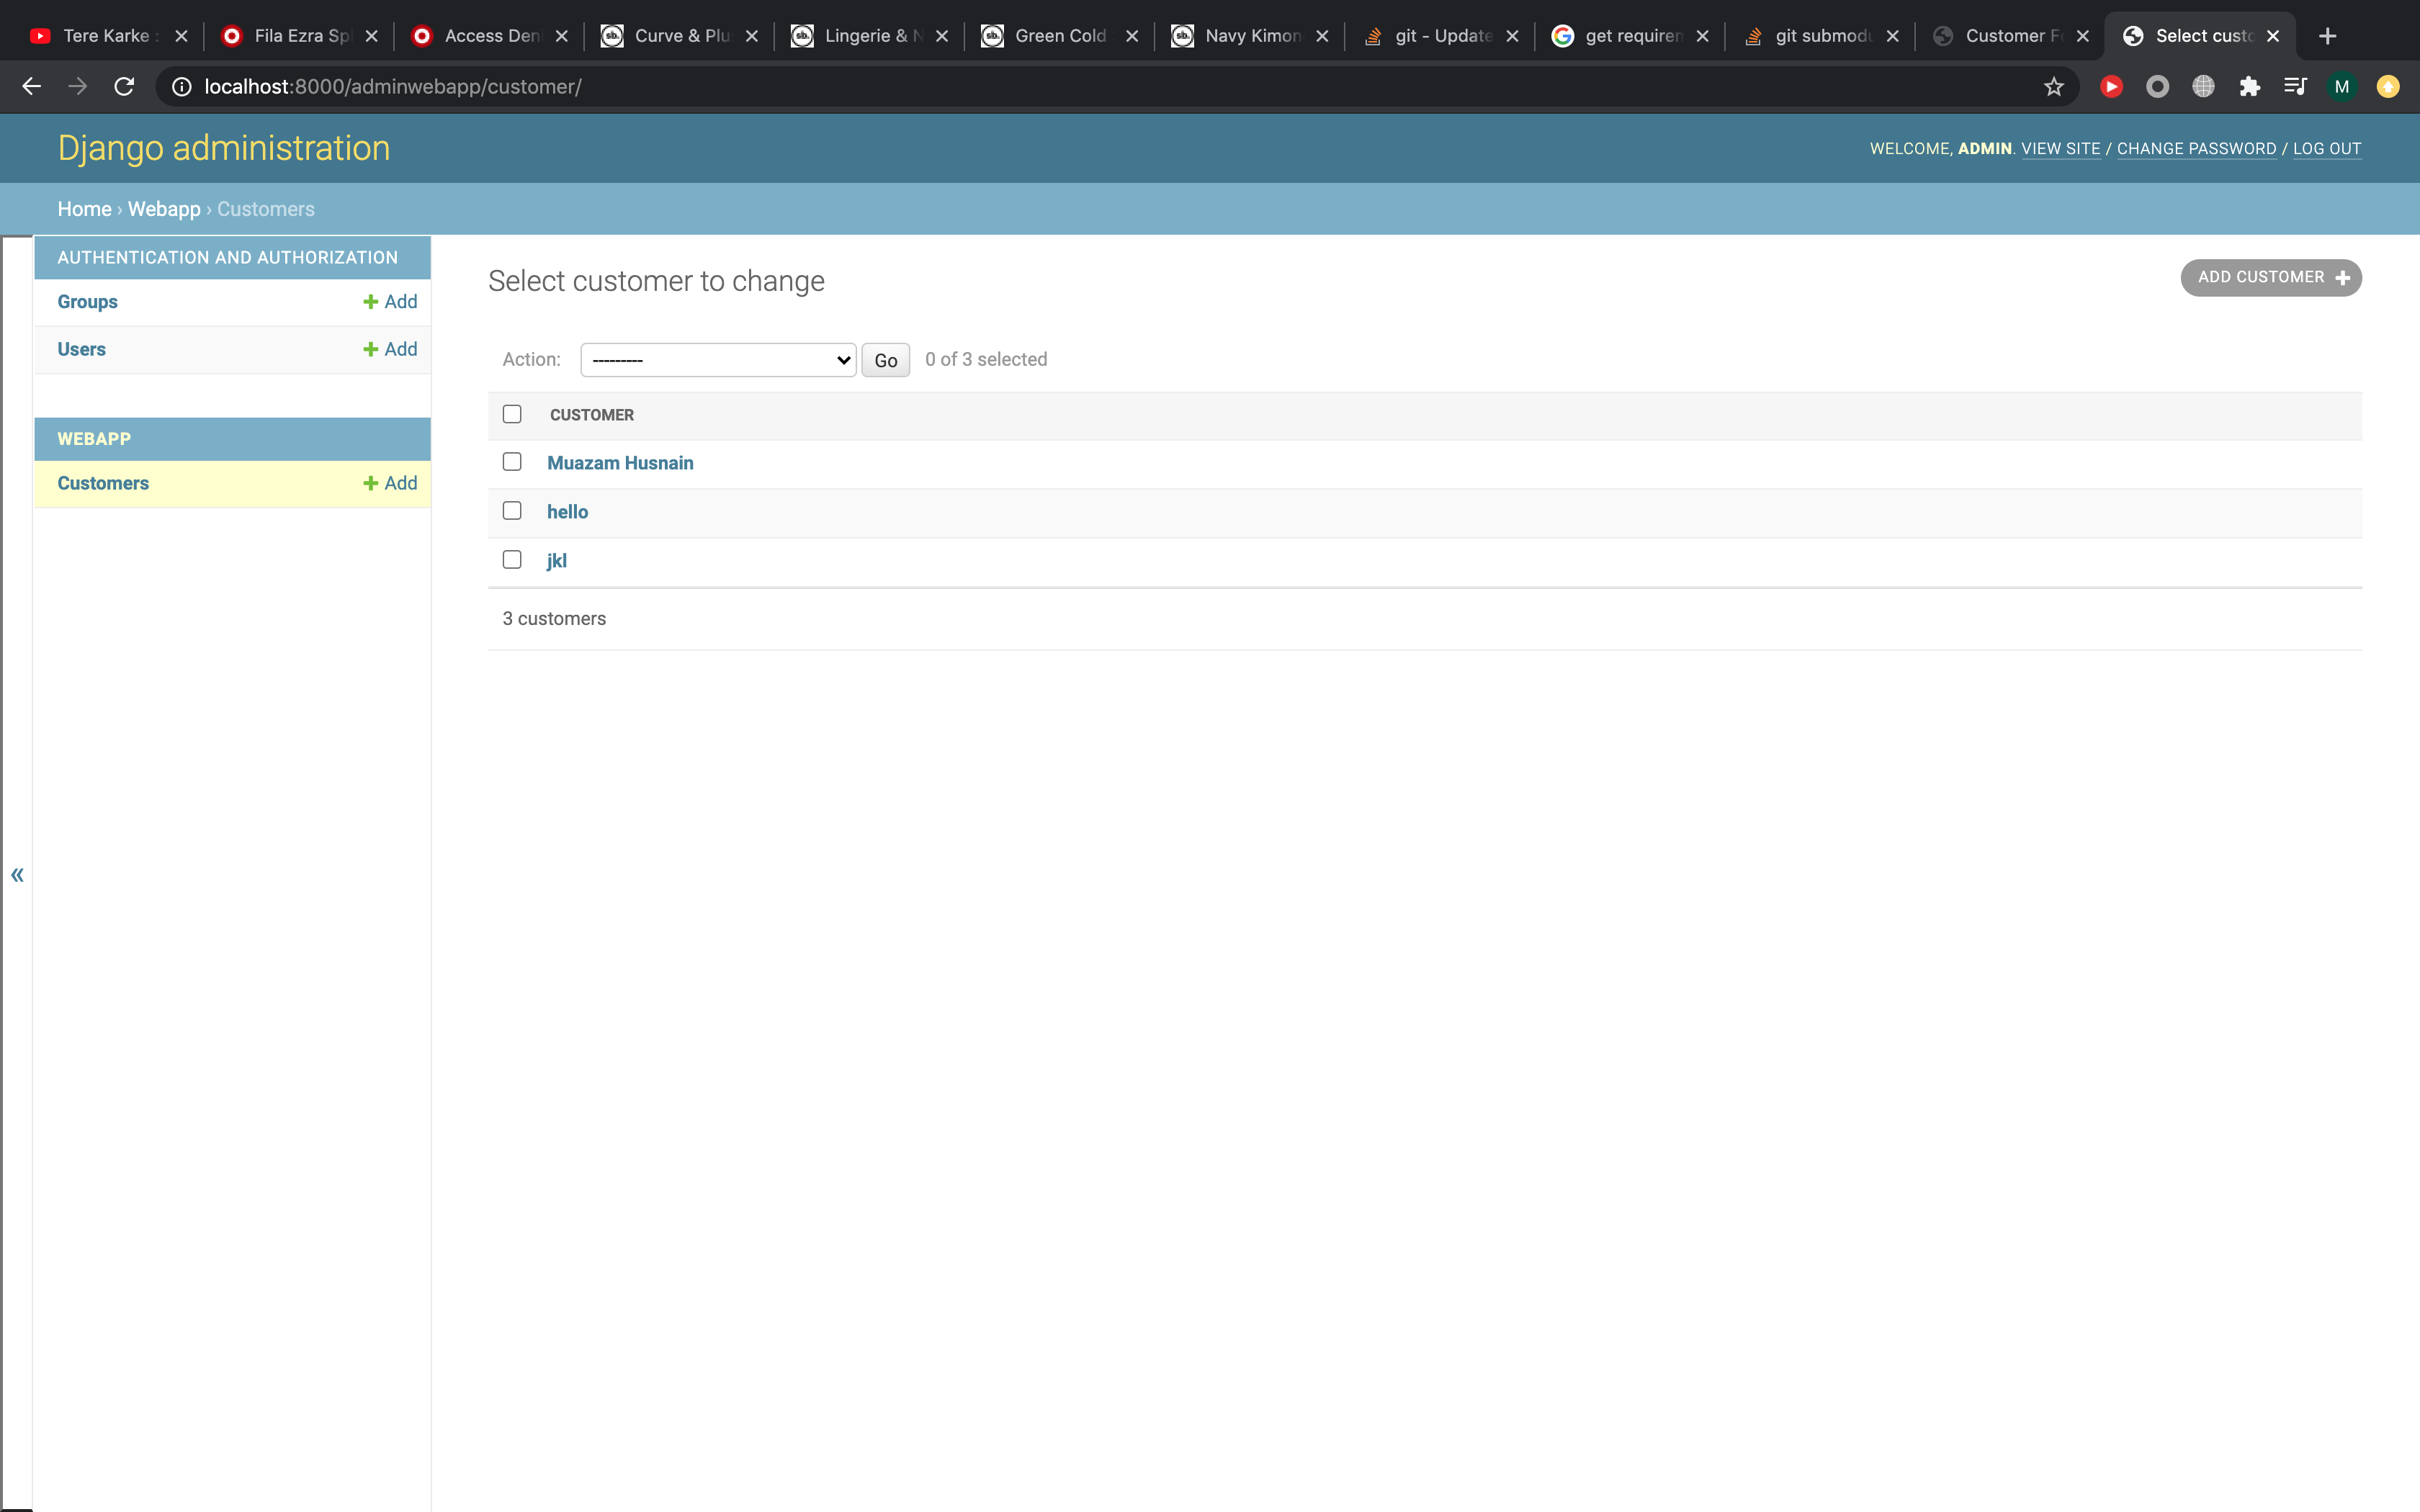 Tere Karke :
Fila Ezra Spl
Access Den
Curve & Plu
Lingerie & N
Green Cold
Navy Kimon
git - Update
get requirem
git submodu
Customer Fo
Select custo
localhost:8000/adminwebapp/customer/
M
Django administration
WELCOME, ADMIN. VIEW SITE / CHANGE PASSWORD / LOG OUT
Home › Webapp › Customers
AUTHENTICATION AND AUTHORIZATION
Groups + Add
Users + Add
WEBAPP
Customers + Add
«
Select customer to change
ADD CUSTOMER +
Action: --------- Go 0 of 3 selected
CUSTOMER
Muazam Husnain
hello
jkl
3 customers